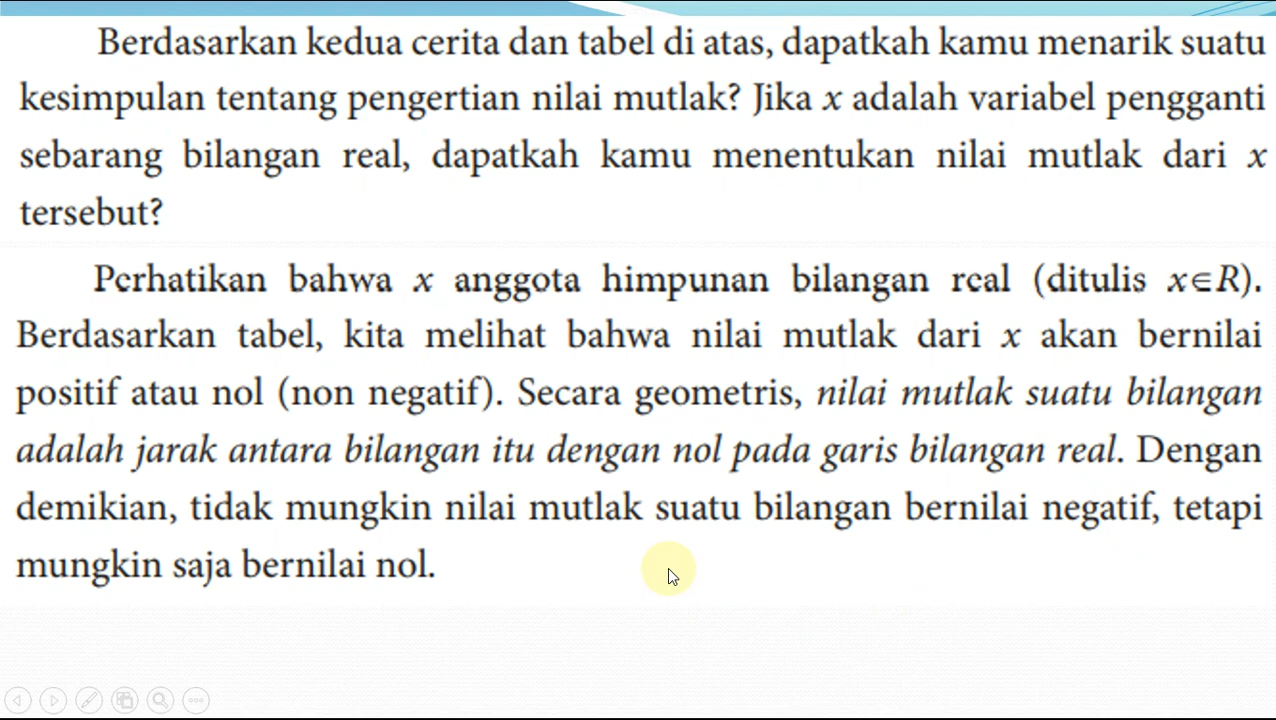 Berdasarkan kedua cerita dan tabel di atas, dapatkah kamu menarik suatu
kesimpulan tentang pengertian nilai mutlak? Jika x adalah variabel pengganti
sebarang bilangan real, dapatkah kamu menentukan nilai mutlak dari x
tersebut?
Perhatikan bahwa x anggota himpunan bilangan real (ditulis x∈R).
Berdasarkan tabel, kita melihat bahwa nilai mutlak dari x akan bernilai
positif atau nol (non negatif). Secara geometris, nilai mutlak suatu bilangan
adalah jarak antara bilangan itu dengan nol pada garis bilangan real. Dengan
demikian, tidak mungkin nilai mutlak suatu bilangan bernilai negatif, tetapi
mungkin saja bernilai nol.